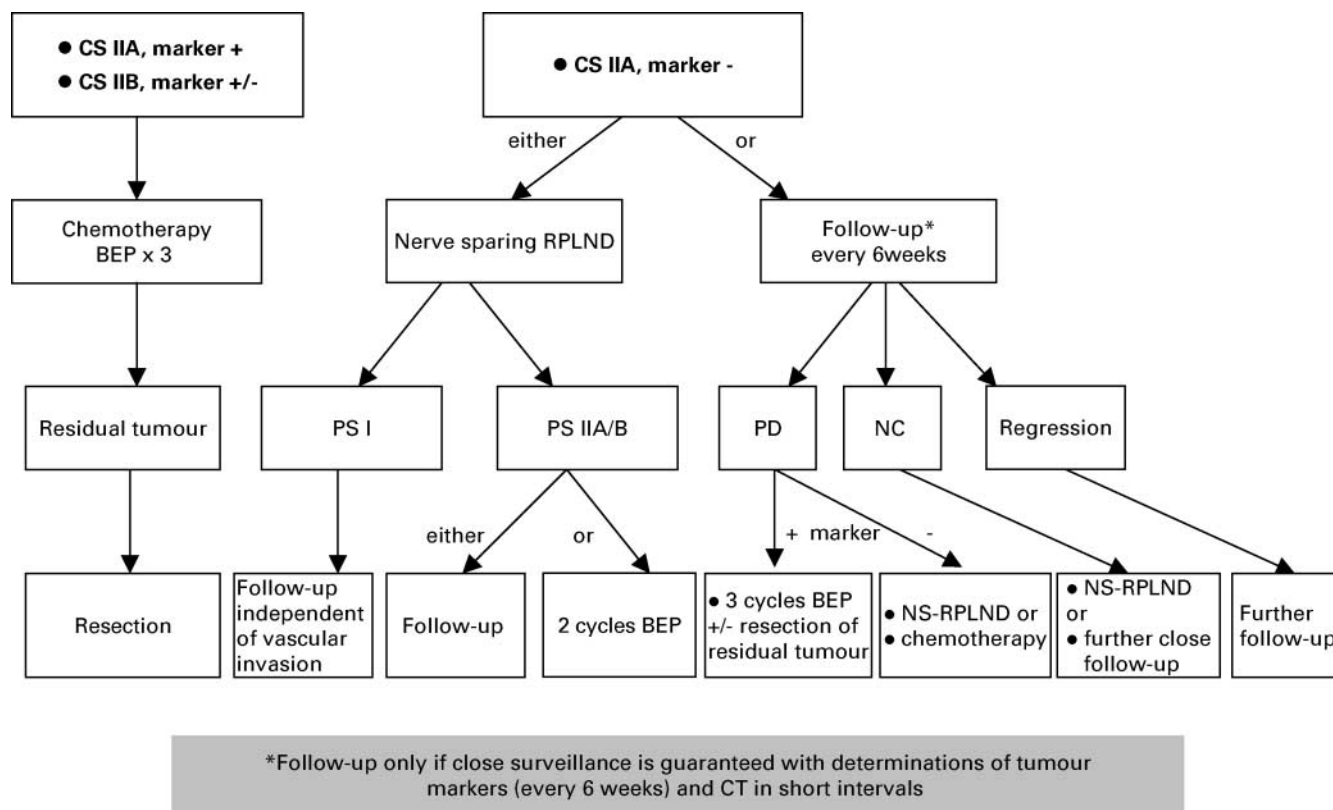 ● CS IIA, marker +
● CS IIB, marker +/-
● CS IIA, marker -
either
or
Chemotherapy
BEP x 3
Nerve sparing RPLND
Follow-up*
every 6weeks
Residual tumour
PS I
PS IIA/B
PD
NC
Regression
either
or
+ marker -
Resection
Follow-up
independent
of vascular
invasion
Follow-up
2 cycles BEP
● 3 cycles BEP
+/- resection of
residual tumour
● NS-RPLND or
● chemotherapy
● NS-RPLND
or
● further close
follow-up
Further
follow-up
*Follow-up only if close surveillance is guaranteed with determinations of tumour
markers (every 6 weeks) and CT in short intervals